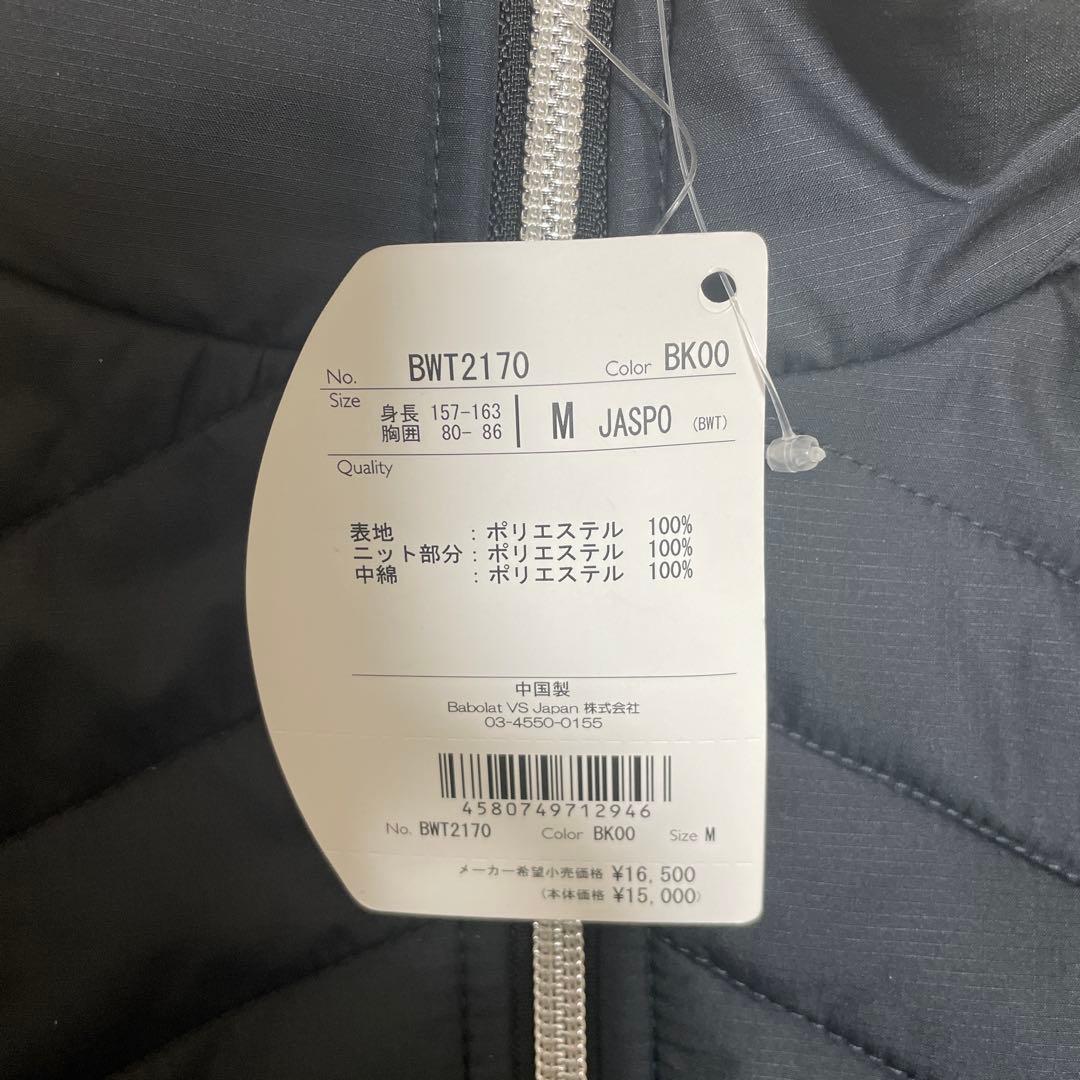 No. BWT2170 Color BK00
Size 身長 157-163 M JASPO (BWT)
胸囲 80- 86
Quality
表地 : ポリエステル 100%
ニット部分 : ポリエステル 100%
中綿 : ポリエステル 100%
中国製
Babolat VS Japan 株式会社
03-4550-0155
4580749712946
No. BWT2170 Color BK00 Size M
メーカー希望小売価格 ¥16,500
(本体価格 ¥15,000)